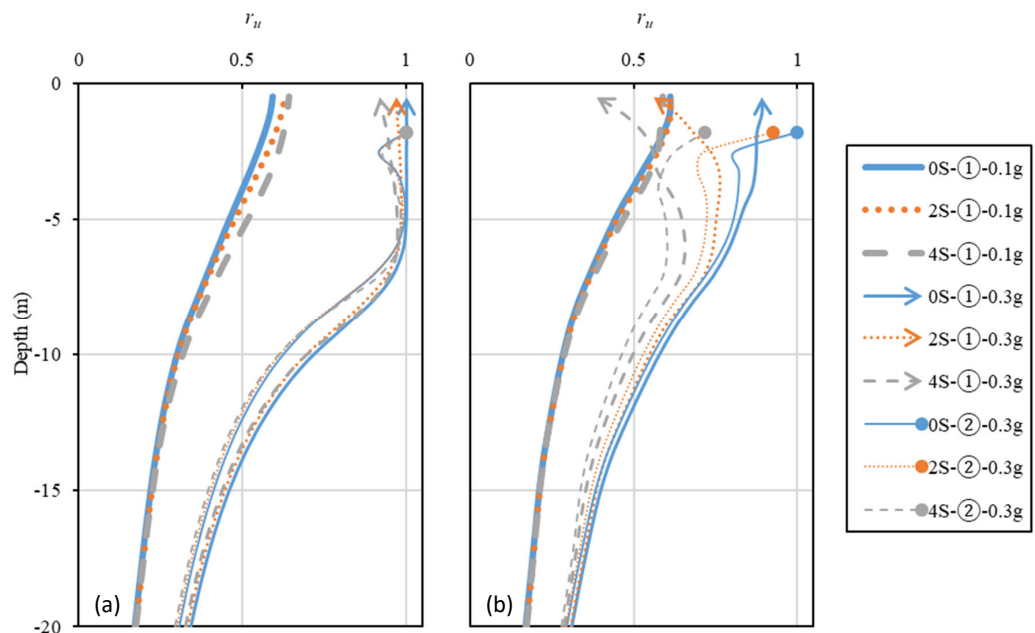 r_u r_u
0 0.5 1 0 0.5 1
0
-5
-10
-15
-20
Depth (m)
(a) (b)
0S-①-0.1g
2S-①-0.1g
4S-①-0.1g
0S-①-0.3g
2S-①-0.3g
4S-①-0.3g
0S-②-0.3g
2S-②-0.3g
4S-②-0.3g